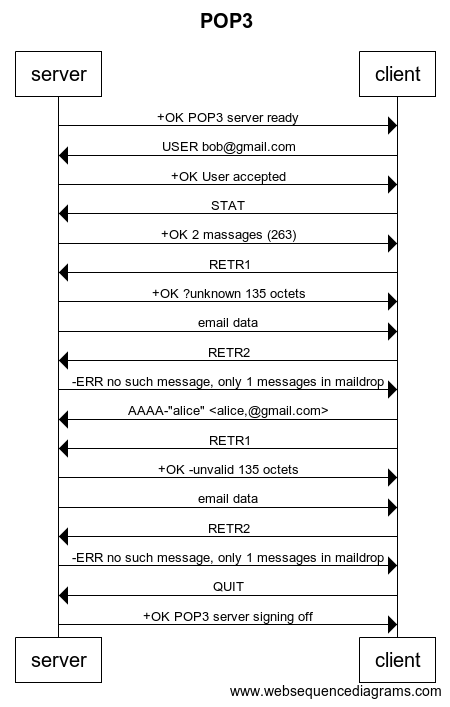 POP3
server client
+OK POP3 server ready
USER bob@gmail.com
+OK User accepted
STAT
+OK 2 massages (263)
RETR1
+OK ?unknown 135 octets
email data
RETR2
-ERR no such message, only 1 messages in maildrop
AAAA-"alice" <alice,@gmail.com>
RETR1
+OK -unvalid 135 octets
email data
RETR2
-ERR no such message, only 1 messages in maildrop
QUIT
+OK POP3 server signing off
server client
www.websequencediagrams.com